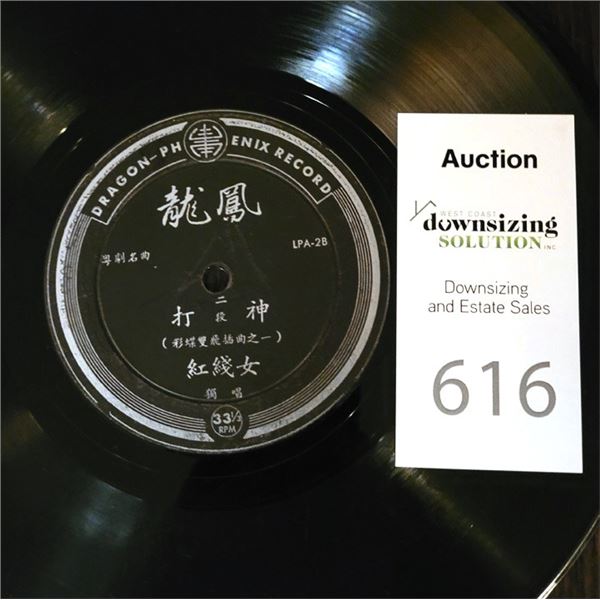 DRAGON-PHENIX RECORD
龍鳳
LPA-2B
粵劇名曲
打二段神
(彩蝶雙飛插曲之一)
紅綫女
獨唱
33⅓
RPM
Auction
WEST COAST
downsizing
SOLUTION INC
Downsizing
and Estate Sales
616